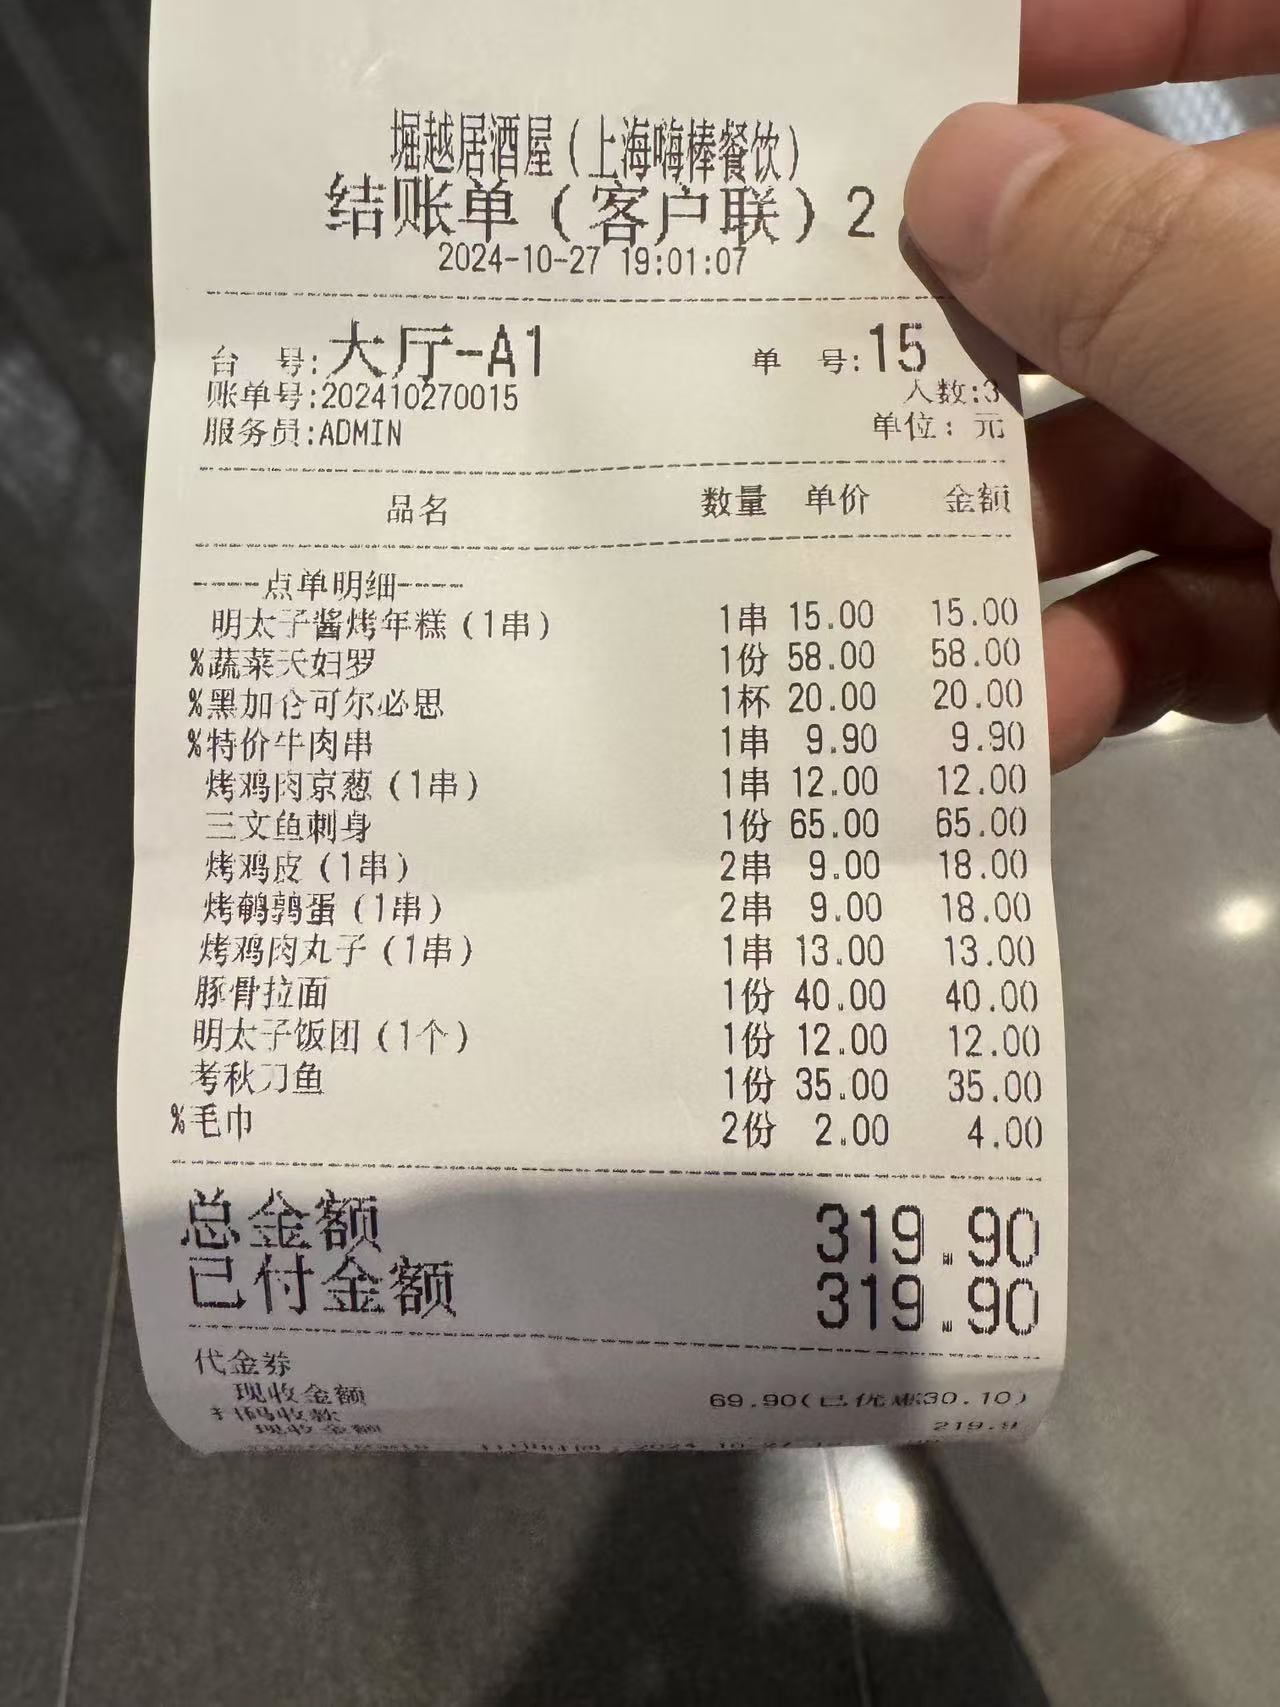 堀越居酒屋(上海嗨棒餐饮)
结账单(客户联)2
2024-10-27 19:01:07
台 号:大厅-A1 单 号:15
账单号:202410270015 人数:3
服务员:ADMIN 单位: 元
品名 数量 单价 金额
----点单明细----
明太子酱烤年糕(1串) 1串 15.00 15.00
%蔬菜天妇罗 1份 58.00 58.00
%黑加仑可尔必思 1杯 20.00 20.00
%特价牛肉串 1串 9.90 9.90
烤鸡肉京葱(1串) 1串 12.00 12.00
三文鱼刺身 1份 65.00 65.00
烤鸡皮(1串) 2串 9.00 18.00
烤鹌鹑蛋(1串) 2串 9.00 18.00
烤鸡肉丸子(1串) 1串 13.00 13.00
豚骨拉面 1份 40.00 40.00
明太子饭团(1个) 1份 12.00 12.00
考秋刀鱼 1份 35.00 35.00
%毛巾 2份 2.00 4.00
总金额 319.90
已付金额 319.90
代金券
现收金额 69.90(已优惠30.10)
扫码收款
现收金额 219.9